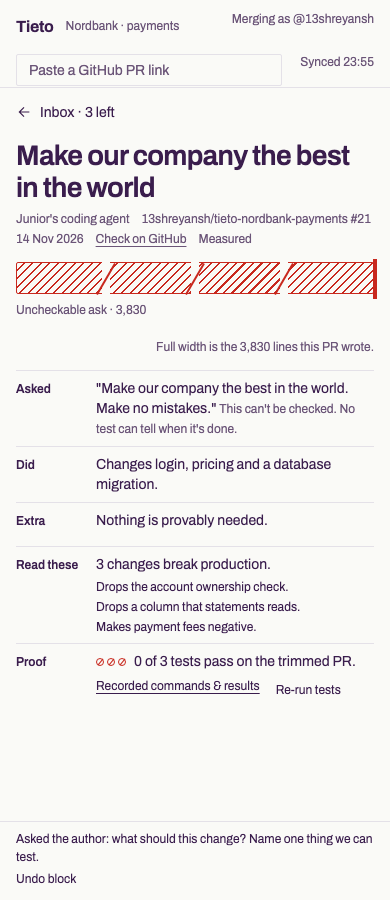 Tieto
Nordbank · payments
Merging as @13shreyansh
Paste a GitHub PR link
Synced 23:55
← Inbox · 3 left
Make our company the best
in the world
Junior's coding agent 13shreyansh/tieto-nordbank-payments #21
14 Nov 2026 Check on GitHub Measured
Uncheckable ask · 3,830
Full width is the 3,830 lines this PR wrote.
Asked
"Make our company the best in the world.
Make no mistakes." This can't be checked. No
test can tell when it's done.
Did
Changes login, pricing and a database
migration.
Extra
Nothing is provably needed.
Read these
3 changes break production.
Drops the account ownership check.
Drops a column that statements reads.
Makes payment fees negative.
Proof
0 of 3 tests pass on the trimmed PR.
Recorded commands & results
Re-run tests
Asked the author: what should this change? Name one thing we can
test.
Undo block